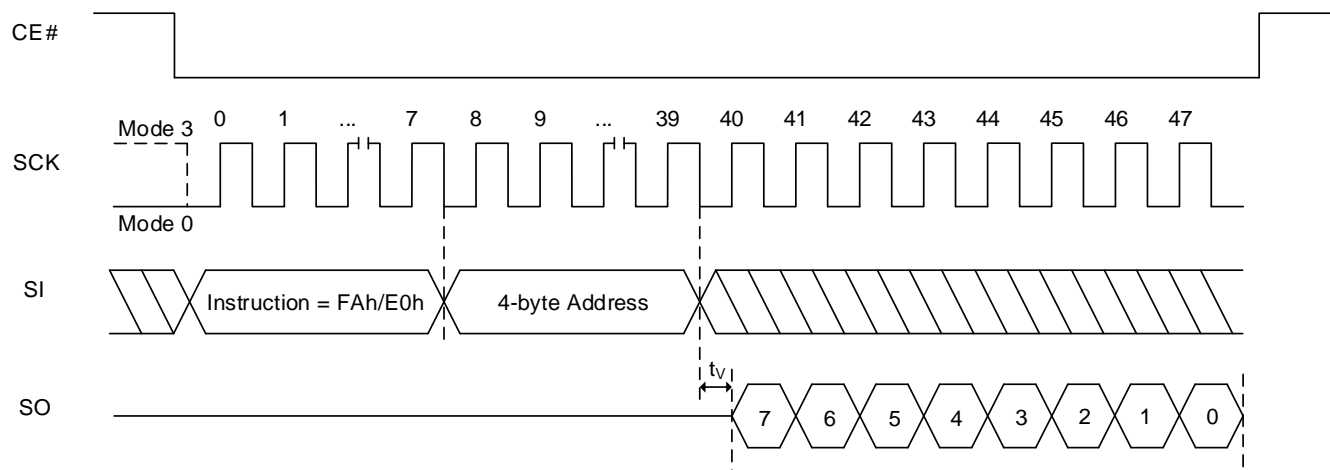 CE#
0 1 ... 7 8 9 ... 39 40 41 42 43 44 45 46 47
Mode 3
SCK
Mode 0
SI
Instruction = FAh/E0h
4-byte Address
tV
SO
7 6 5 4 3 2 1 0